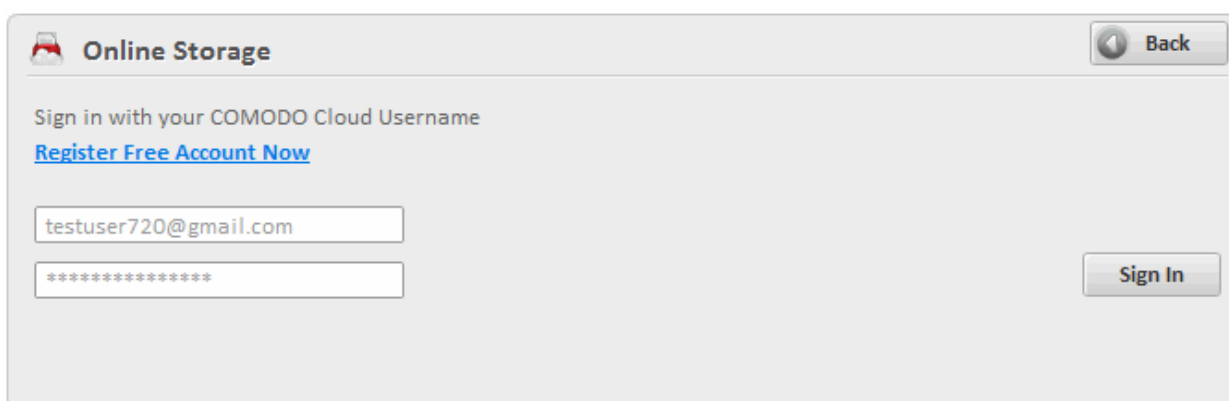 Online Storage
Back
Sign in with your COMODO Cloud Username
Register Free Account Now
testuser720@gmail.com
***************
Sign In